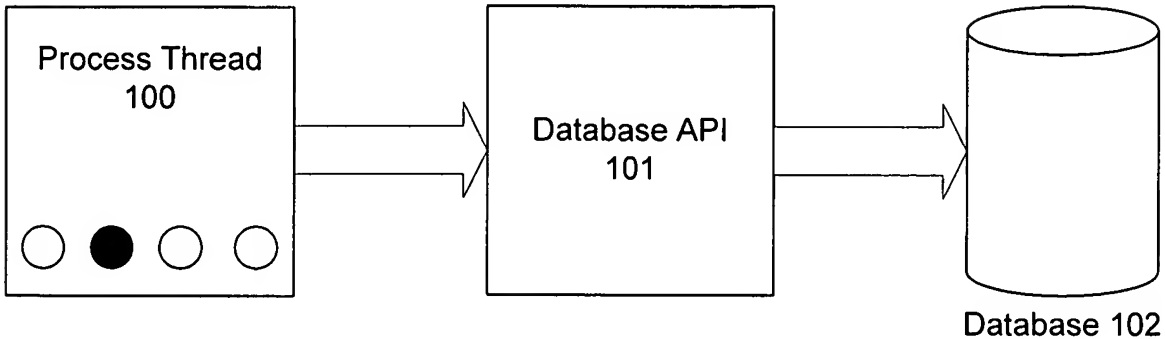 Process Thread
100
Database API
101
Database 102